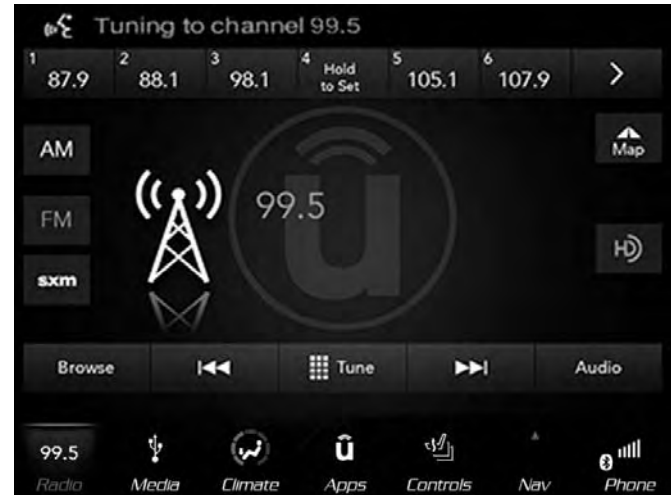 Tuning to channel 99.5
1 87.9 2 88.1 3 98.1 4 Hold to Set 5 105.1 6 107.9
AM
Map
99.5
FM
HD
sxm
Browse Tune Audio
99.5 ū
Radio Media Climate Apps Controls Nav Phone